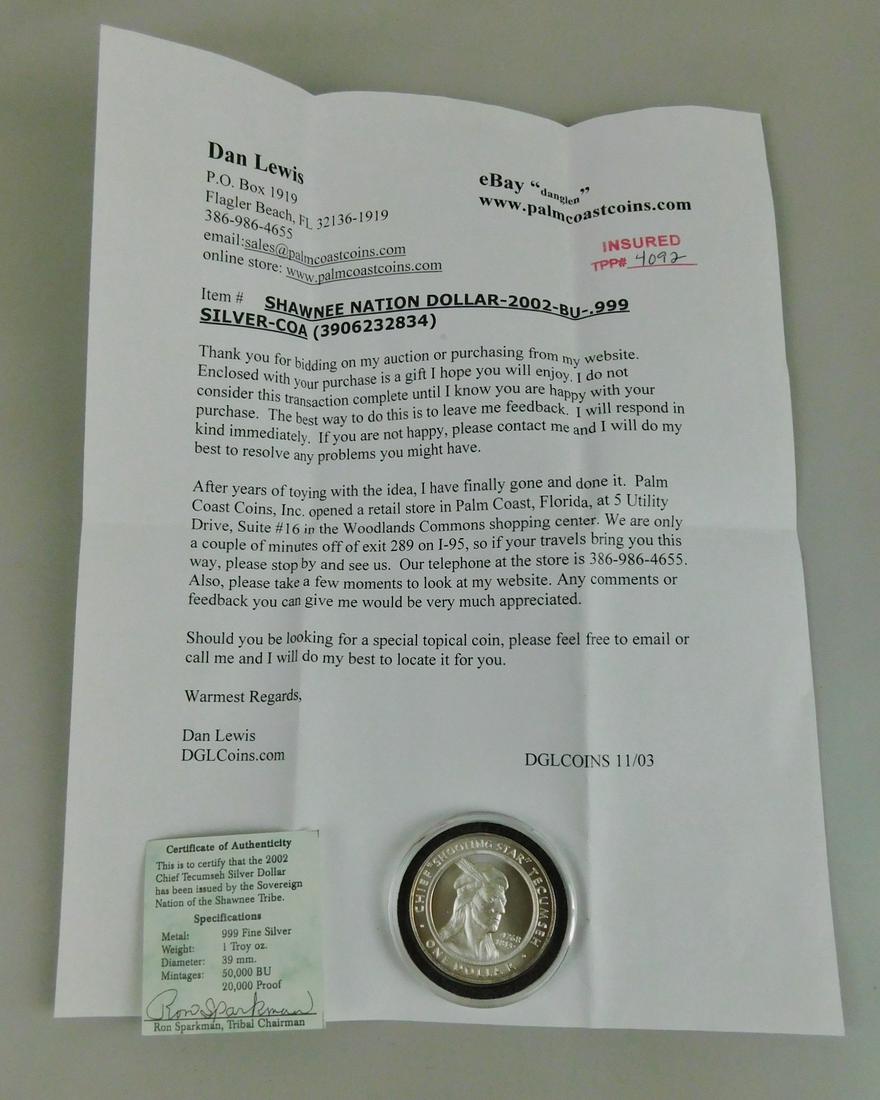 Dan Lewis
P.O. Box 1919
Flagler Beach, FL 32136-1919
386-986-4655
email:sales@palmcoastcoins.com
online store: www.palmcoastcoins.com
eBay “danglen”
www.palmcoastcoins.com
INSURED
TPP# 4092
Item # SHAWNEE NATION DOLLAR-2002-BU-.999
SILVER-COA (3906232834)
Thank you for bidding on my auction or purchasing from my website.
Enclosed with your purchase is a gift I hope you will enjoy. I do not
consider this transaction complete until I know you are happy with your
purchase. The best way to do this is to leave me feedback. I will respond in
kind immediately. If you are not happy, please contact me and I will do my
best to resolve any problems you might have.
After years of toying with the idea, I have finally gone and done it. Palm
Coast Coins, Inc. opened a retail store in Palm Coast, Florida, at 5 Utility
Drive, Suite #16 in the Woodlands Commons shopping center. We are only
a couple of minutes off of exit 289 on I-95, so if your travels bring you this
way, please stop by and see us. Our telephone at the store is 386-986-4655.
Also, please take a few moments to look at my website. Any comments or
feedback you can give me would be very much appreciated.
Should you be looking for a special topical coin, please feel free to email or
call me and I will do my best to locate it for you.
Warmest Regards,
Dan Lewis
DGLCoins.com
DGLCOINS 11/03
Certificate of Authenticity
This is to certify that the 2002
Chief Tecumseh Silver Dollar
has been issued by the Sovereign
Nation of the Shawnee Tribe.
Specifications
Metal: 999 Fine Silver
Weight: 1 Troy oz.
Diameter: 39 mm.
Mintages: 50,000 BU
20,000 Proof
Ron Sparkman
Ron Sparkman, Tribal Chairman
CHIEF "SHOOTING STAR" TECUMSEH
1768
1813
ONE DOLLAR